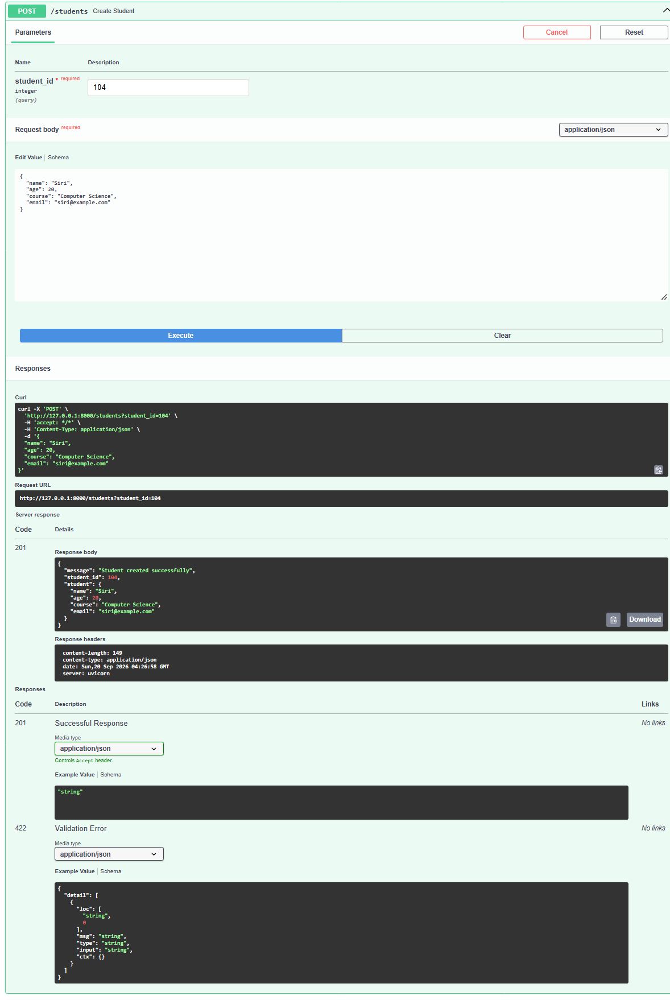 POST /students Create Student
Parameters
Cancel
Reset
Name Description
student_id * required
integer
(query)
104
Request body required
application/json
Edit Value | Schema
{
  "name": "Siri",
  "age": 20,
  "course": "Computer Science",
  "email": "siri@example.com"
}
Execute
Clear
Responses
Curl
curl -X 'POST' \
  'http://127.0.0.1:8000/students?student_id=104' \
  -H 'accept: */*' \
  -H 'Content-Type: application/json' \
  -d '{
  "name": "Siri",
  "age": 20,
  "course": "Computer Science",
  "email": "siri@example.com"
}'
Request URL
http://127.0.0.1:8000/students?student_id=104
Server response
Code Details
201
Response body
{
  "message": "Student created successfully",
  "student_id": 104,
  "student": {
    "name": "Siri",
    "age": 20,
    "course": "Computer Science",
    "email": "siri@example.com"
  }
}
Download
Response headers
content-length: 149
content-type: application/json
date: Sun,20 Sep 2026 04:26:58 GMT
server: uvicorn
Responses
Code Description Links
201 Successful Response No links
Media type
application/json
Controls Accept header.
Example Value | Schema
"string"
422 Validation Error No links
Media type
application/json
Example Value | Schema
{
  "detail": [
    {
      "loc": [
        "string",
        0
      ],
      "msg": "string",
      "type": "string",
      "input": "string",
      "ctx": {}
    }
  ]
}